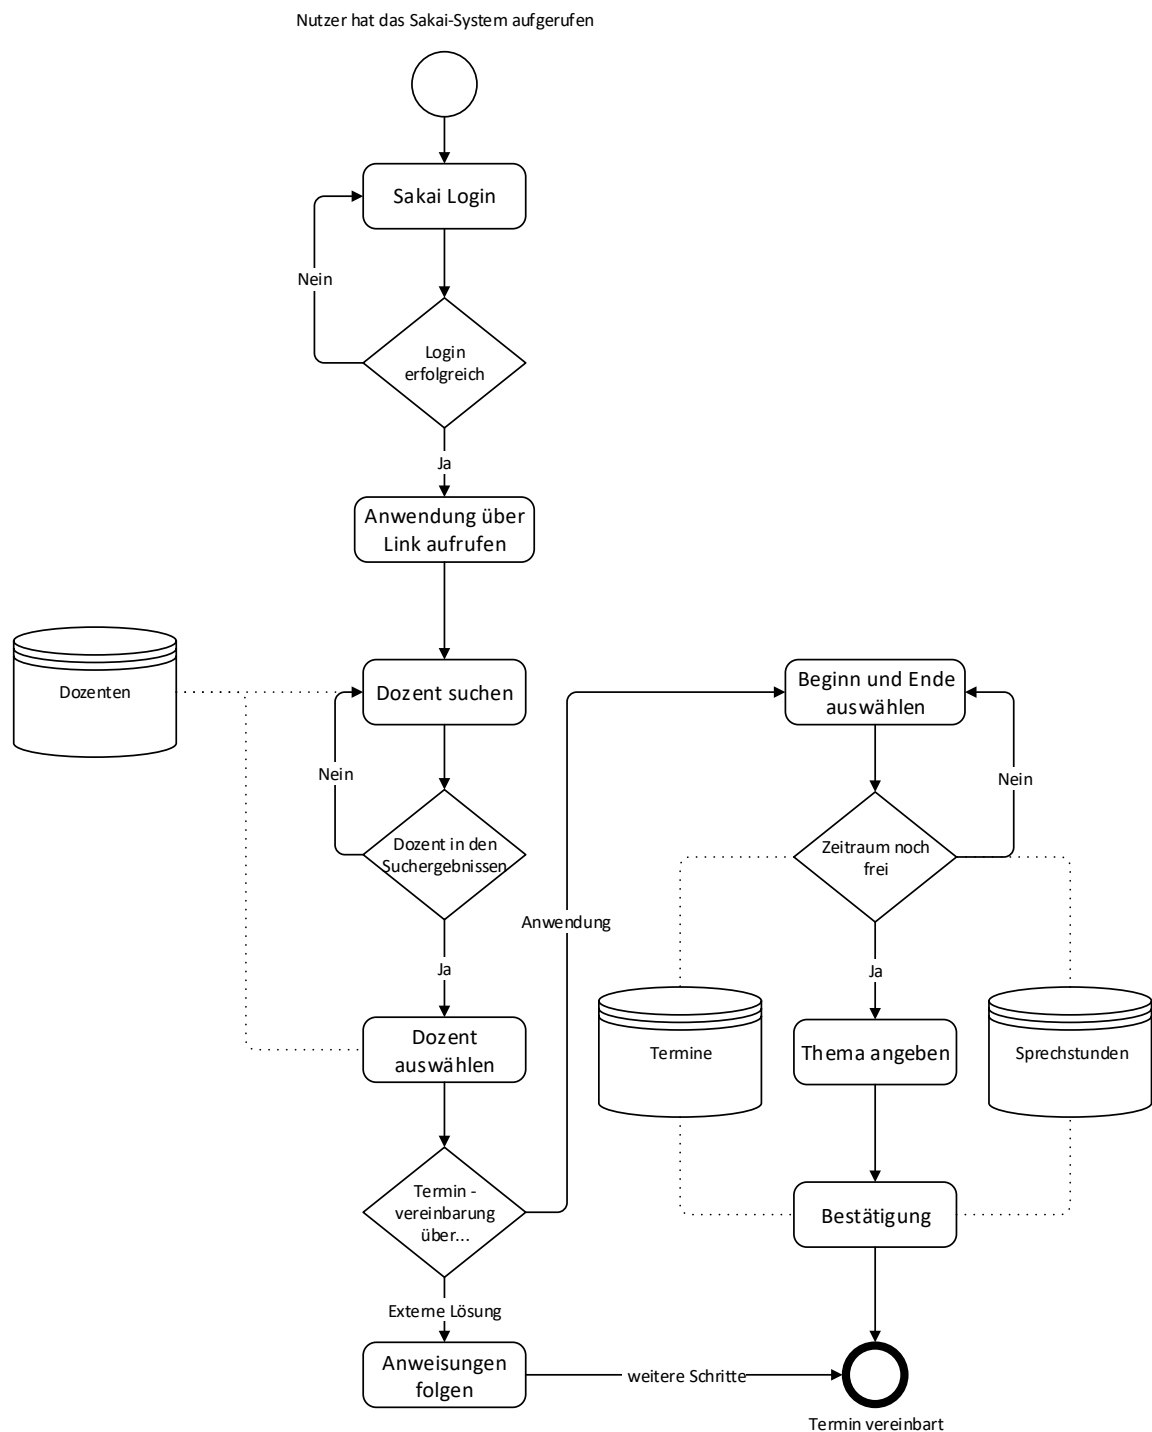 Nutzer hat das Sakai-System aufgerufen
Sakai Login
Nein
Login
erfolgreich
Ja
Anwendung über
Link aufrufen
Dozenten
Dozent suchen
Nein
Dozent in den
Suchergebnissen
Ja
Dozent
auswählen
Termin -
vereinbarung
über...
Anwendung
Externe Lösung
Anweisungen
folgen
weitere Schritte
Beginn und Ende
auswählen
Nein
Zeitraum noch
frei
Ja
Termine
Thema angeben
Sprechstunden
Bestätigung
Termin vereinbart